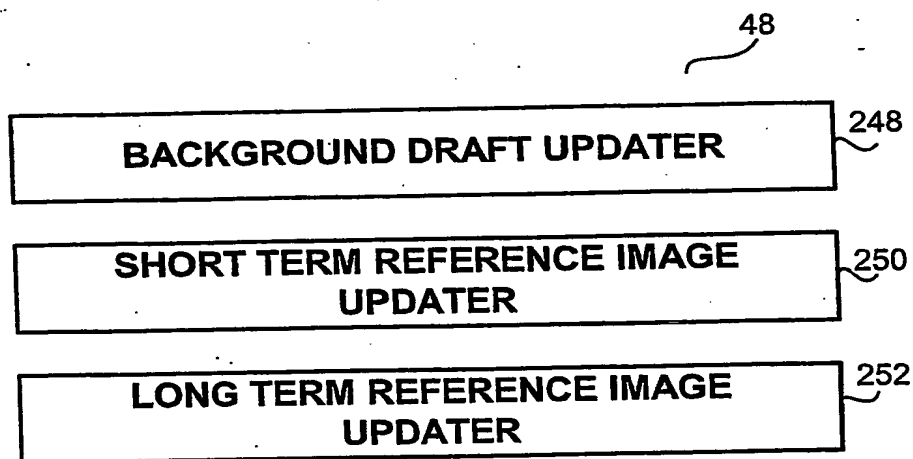 48
BACKGROUND DRAFT UPDATER
248
SHORT TERM REFERENCE IMAGE
UPDATER
250
LONG TERM REFERENCE IMAGE
UPDATER
252